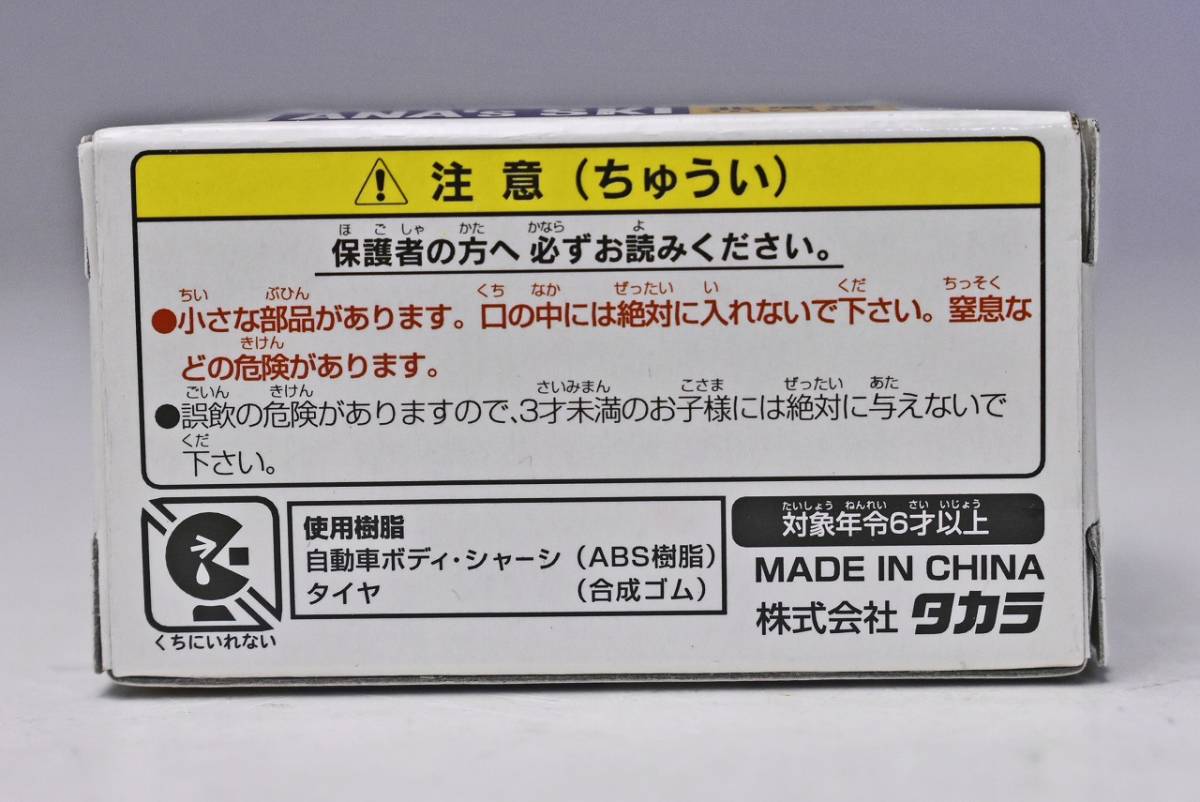 ANA's SKI
注意（ちゅうい）
ほごしゃ かた かなら よ
保護者の方へ 必ずお読みください。
ちい ぶひん くち なか ぜったい い くだ ちっそく
●小さな部品があります。口の中には絶対に入れないで下さい。窒息な
きけん
どの危険があります。
ごいん きけん さいみまん こさま ぜったい あた
●誤飲の危険がありますので、3才未満のお子様には絶対に与えないで
くだ
下さい。
くちにいれない
使用樹脂
自動車ボディ・シャーシ（ABS樹脂）
タイヤ （合成ゴム）
たいしょう ねんれい さい いじょう
対象年令6才以上
MADE IN CHINA
株式会社 タカラ